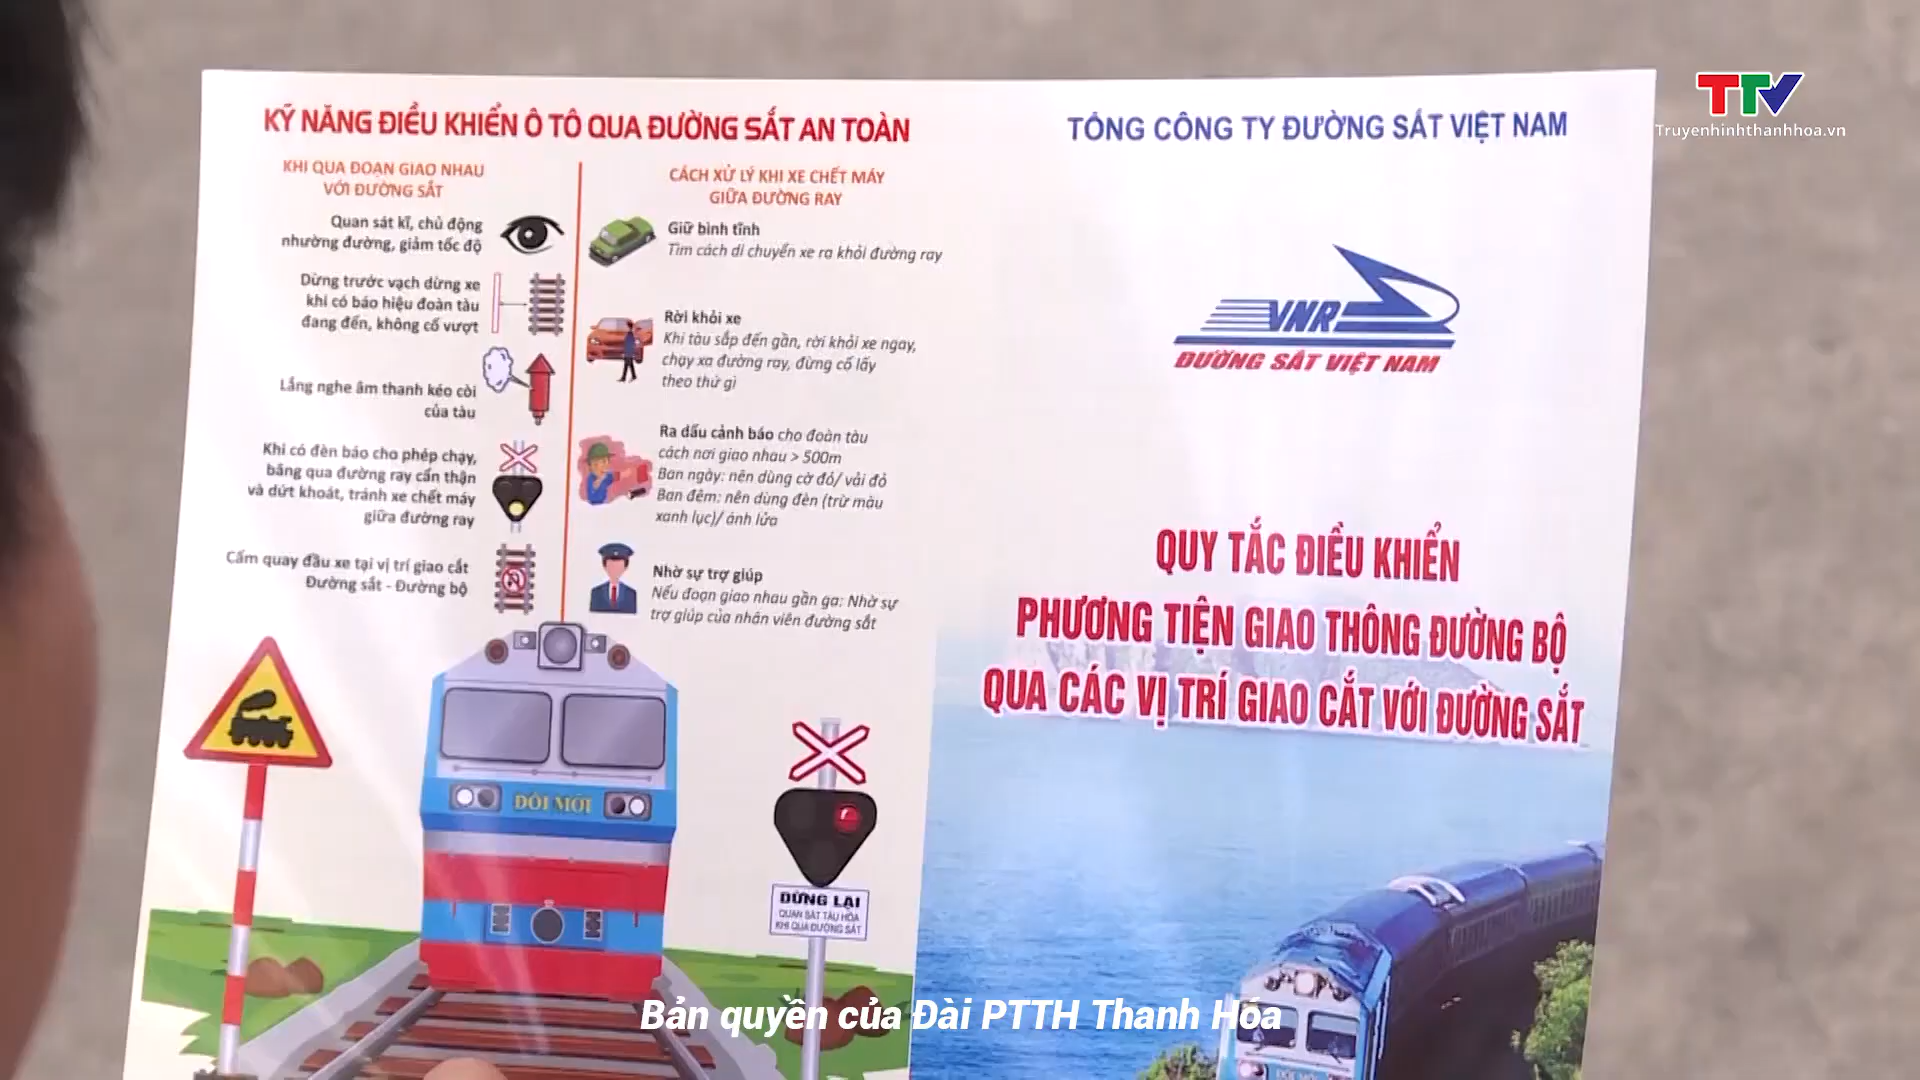 KỸ NĂNG ĐIỀU KHIỂN Ô TÔ QUA ĐƯỜNG SẮT AN TOÀN
KHI QUA ĐOẠN GIAO NHAU
VỚI ĐƯỜNG SẮT
Quan sát kĩ, chủ động
nhường đường, giảm tốc độ
Dừng trước vạch dừng xe
khi có báo hiệu đoàn tàu
đang đến, không cố vượt
Lắng nghe âm thanh kéo còi
của tàu
Khi có đèn báo cho phép chạy,
băng qua đường ray cẩn thận
và dứt khoát, tránh xe chết máy
giữa đường ray
Cấm quay đầu xe tại vị trí giao cắt
Đường sắt - Đường bộ
CÁCH XỬ LÝ KHI XE CHẾT MÁY
GIỮA ĐƯỜNG RAY
Giữ bình tĩnh
Tìm cách di chuyển xe ra khỏi đường ray
Rời khỏi xe
Khi tàu sắp đến gần, rời khỏi xe ngay,
chạy xa đường ray, đừng cố lấy
theo thứ gì
Ra dấu cảnh báo cho đoàn tàu
cách nơi giao nhau > 500m
Ban ngày: nên dùng cờ đỏ/ vải đỏ
Ban đêm: nên dùng đèn (trừ màu
xanh lục)/ ánh lửa
Nhờ sự trợ giúp
Nếu đoạn giao nhau gần ga: Nhờ sự
trợ giúp của nhân viên đường sắt
ĐỔI MỚI
DỪNG LẠI
QUAN SÁT TÀU HỎA
KHI QUA ĐƯỜNG SẮT
TỔNG CÔNG TY ĐƯỜNG SẮT VIỆT NAM
VNR
ĐƯỜNG SẮT VIỆT NAM
QUY TẮC ĐIỀU KHIỂN
PHƯƠNG TIỆN GIAO THÔNG ĐƯỜNG BỘ
QUA CÁC VỊ TRÍ GIAO CẮT VỚI ĐƯỜNG SẮT
TTV
Truyenhinhthanhhoa.vn
Bản quyền của Đài PTTH Thanh Hóa